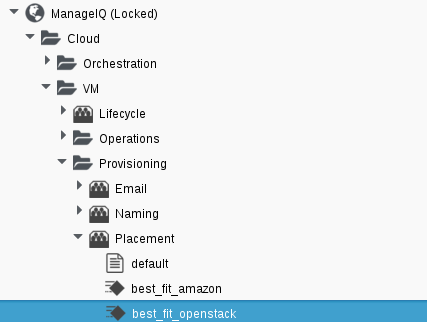 ManageIQ (Locked)
Cloud
Orchestration
VM
Lifecycle
Operations
Provisioning
Email
Naming
Placement
default
best_fit_amazon
best_fit_openstack